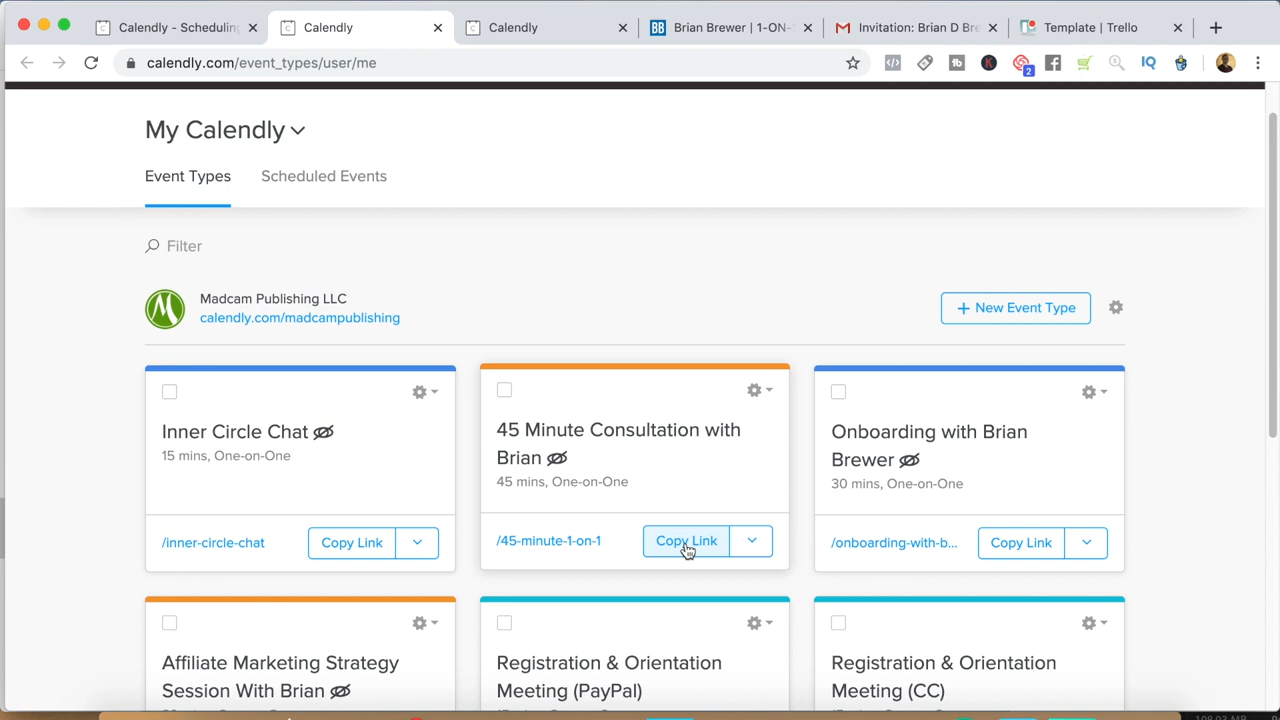 Calendly - Scheduling
Calendly
Calendly
BB Brian Brewer | 1-ON-
Invitation: Brian D Bre
Template | Trello
calendly.com/event_types/user/me
2
IQ
My Calendly
Event Types
Scheduled Events
Filter
Madcam Publishing LLC
calendly.com/madcampublishing
+ New Event Type
Inner Circle Chat
15 mins, One-on-One
/inner-circle-chat
Copy Link
45 Minute Consultation with
Brian
45 mins, One-on-One
/45-minute-1-on-1
Copy Link
Onboarding with Brian
Brewer
30 mins, One-on-One
/onboarding-with-b...
Copy Link
Affiliate Marketing Strategy
Session With Brian
Registration & Orientation
Meeting (PayPal)
Registration & Orientation
Meeting (CC)